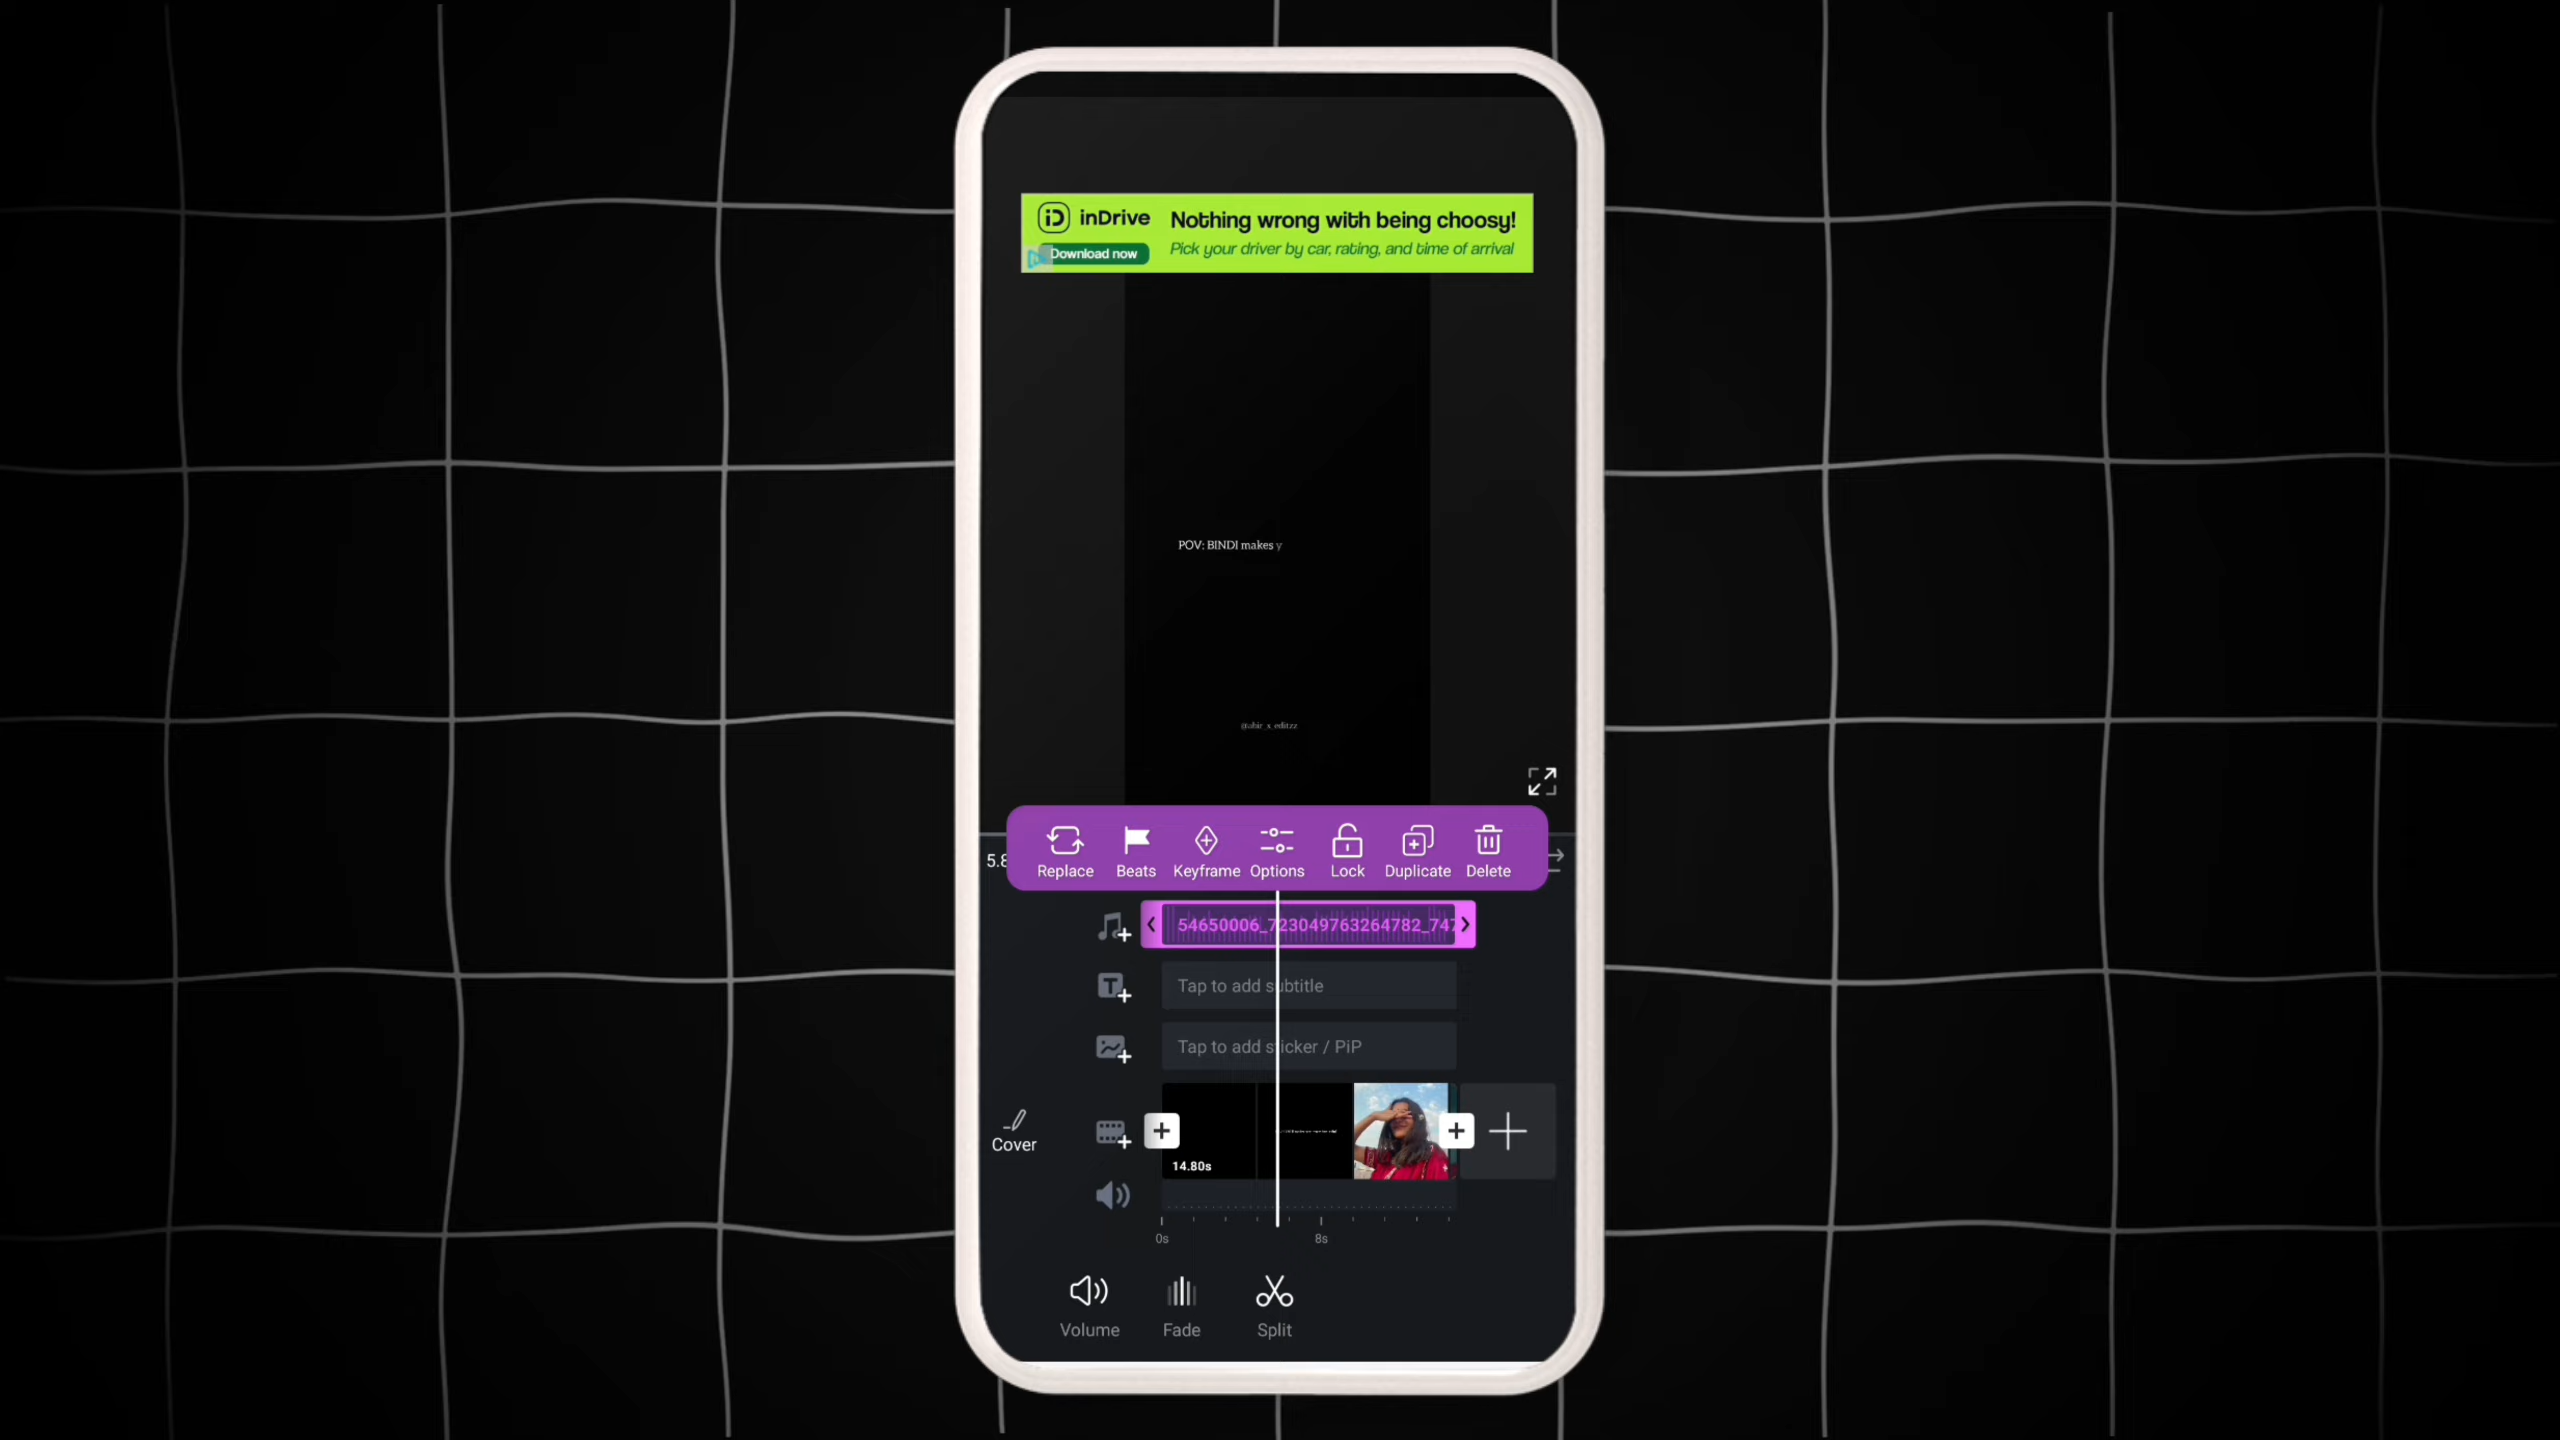 inDrive
Nothing wrong with being choosy!
Download now
Pick your driver by car, rating, and time of arrival
POV: BINDI makes y
@abir_x_editzz
Replace
Beats
Keyframe
Options
Lock
Duplicate
Delete
5.8
54650006_723049763264782_747
Tap to add subtitle
Tap to add sticker / PiP
Cover
14.80s
0s
8s
Volume
Fade
Split